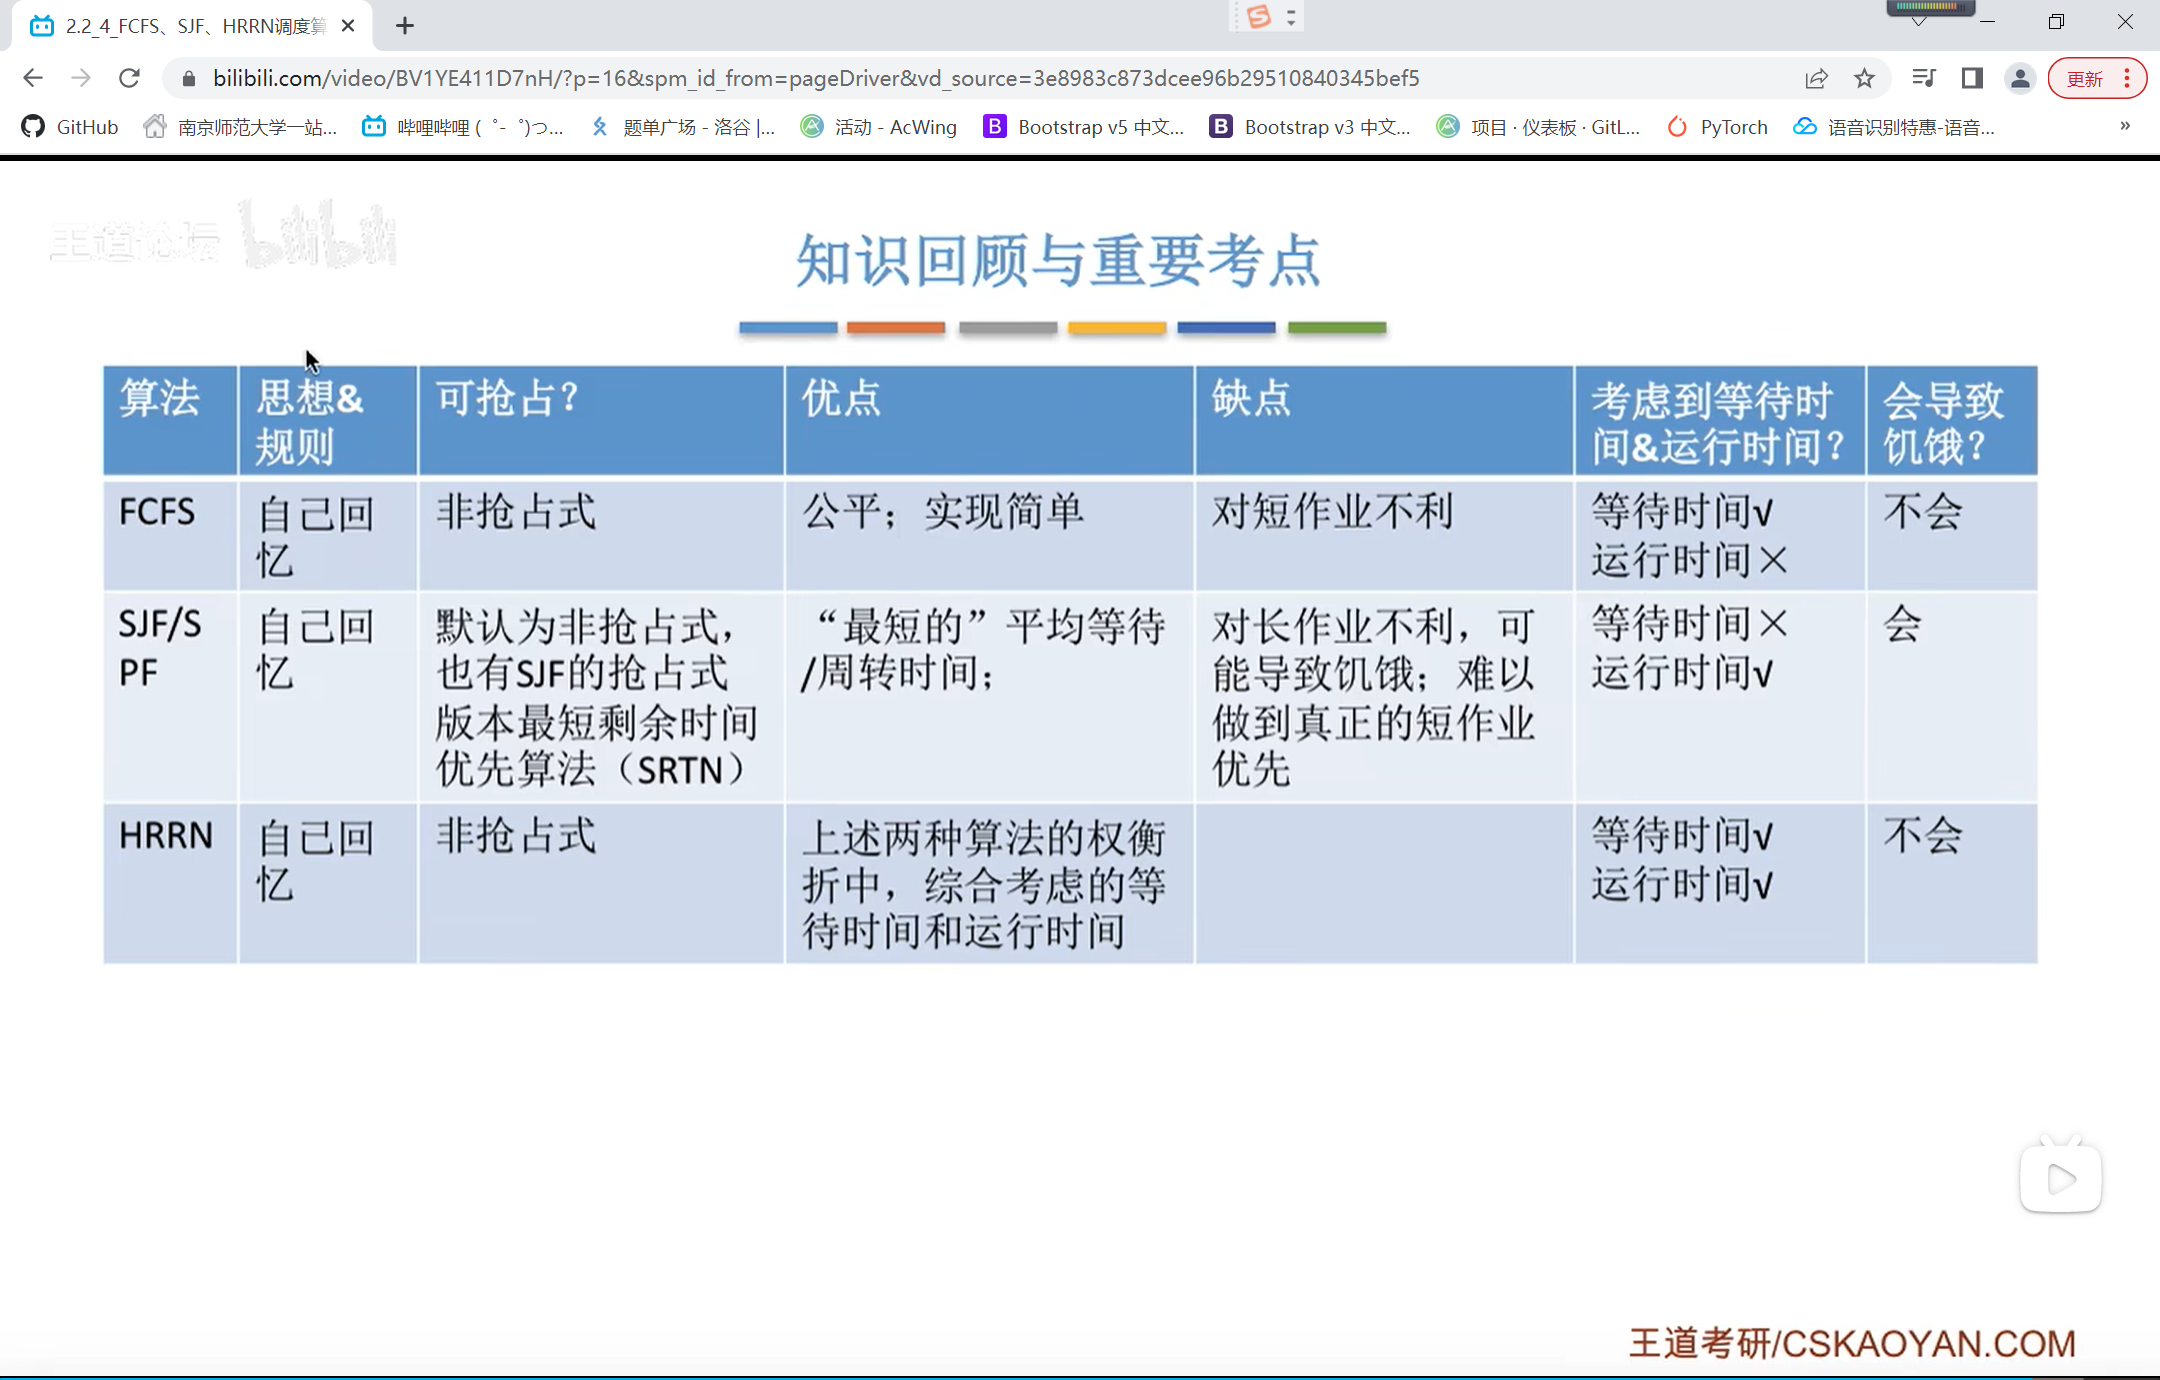 2.2_4_FCFS、SJF、HRRN调度算
bilibili.com/video/BV1YE411D7nH/?p=16&spm_id_from=pageDriver&vd_source=3e8983c873dcee96b29510840345bef5
更新
GitHub
南京师范大学一站...
哔哩哔哩 (゜-゜)つ...
题单广场 - 洛谷 |...
活动 - AcWing
Bootstrap v5 中文...
Bootstrap v3 中文...
项目 · 仪表板 · GitL...
PyTorch
语音识别特惠-语音...
»
王道论坛 bilibili
知识回顾与重要考点
算法
思想&
规则
可抢占？
优点
缺点
考虑到等待时
间&运行时间？
会导致
饥饿？
FCFS
自己回
忆
非抢占式
公平；实现简单
对短作业不利
等待时间√
运行时间×
不会
SJF/S
PF
自己回
忆
默认为非抢占式，
也有SJF的抢占式
版本最短剩余时间
优先算法（SRTN）
“最短的”平均等待
/周转时间；
对长作业不利，可
能导致饥饿；难以
做到真正的短作业
优先
等待时间×
运行时间√
会
HRRN
自己回
忆
非抢占式
上述两种算法的权衡
折中，综合考虑的等
待时间和运行时间
等待时间√
运行时间√
不会
王道考研/CSKAOYAN.COM